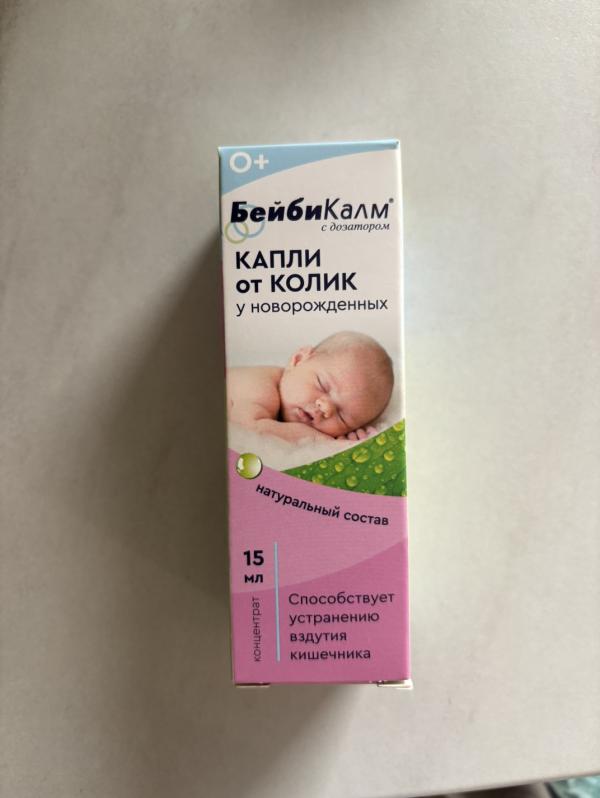 0+
БейбиКалм®
с дозатором
КАПЛИ
от КОЛИК
у новорожденных
натуральный состав
15
мл
концентрат
Способствует
устранению
вздутия
кишечника